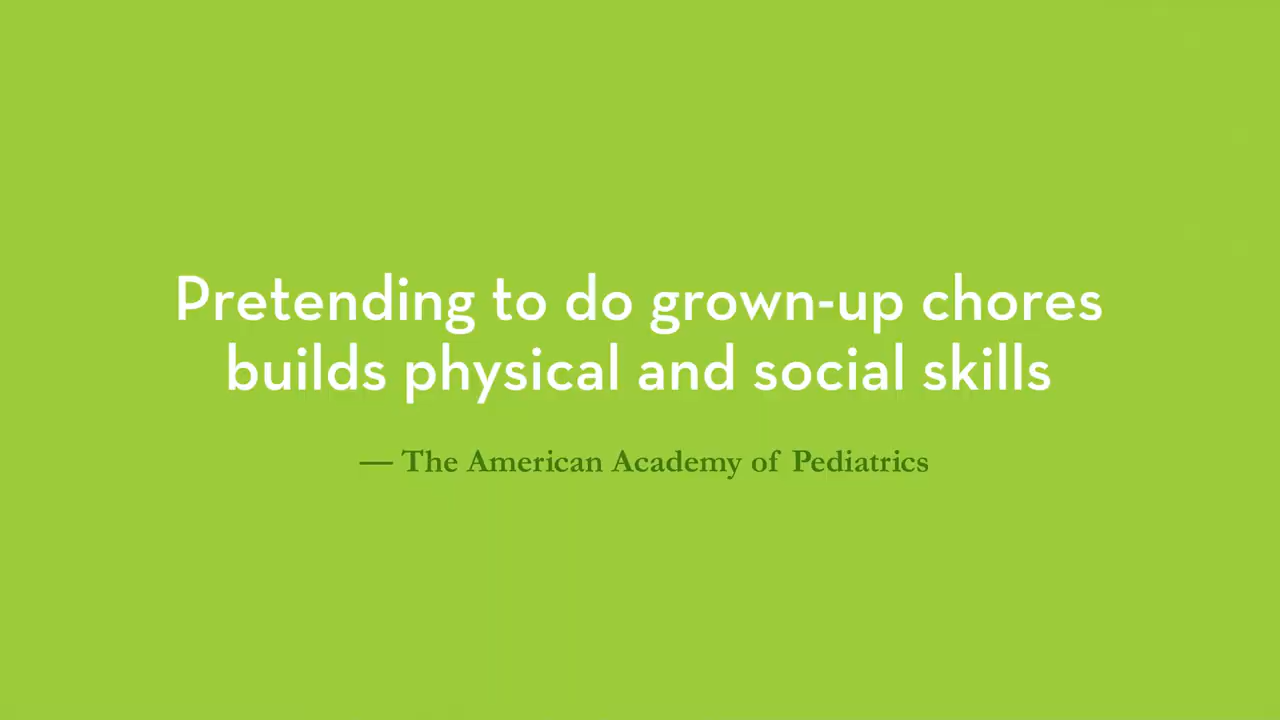 Pretending to do grown-up chores
builds physical and social skills
— The American Academy of Pediatrics